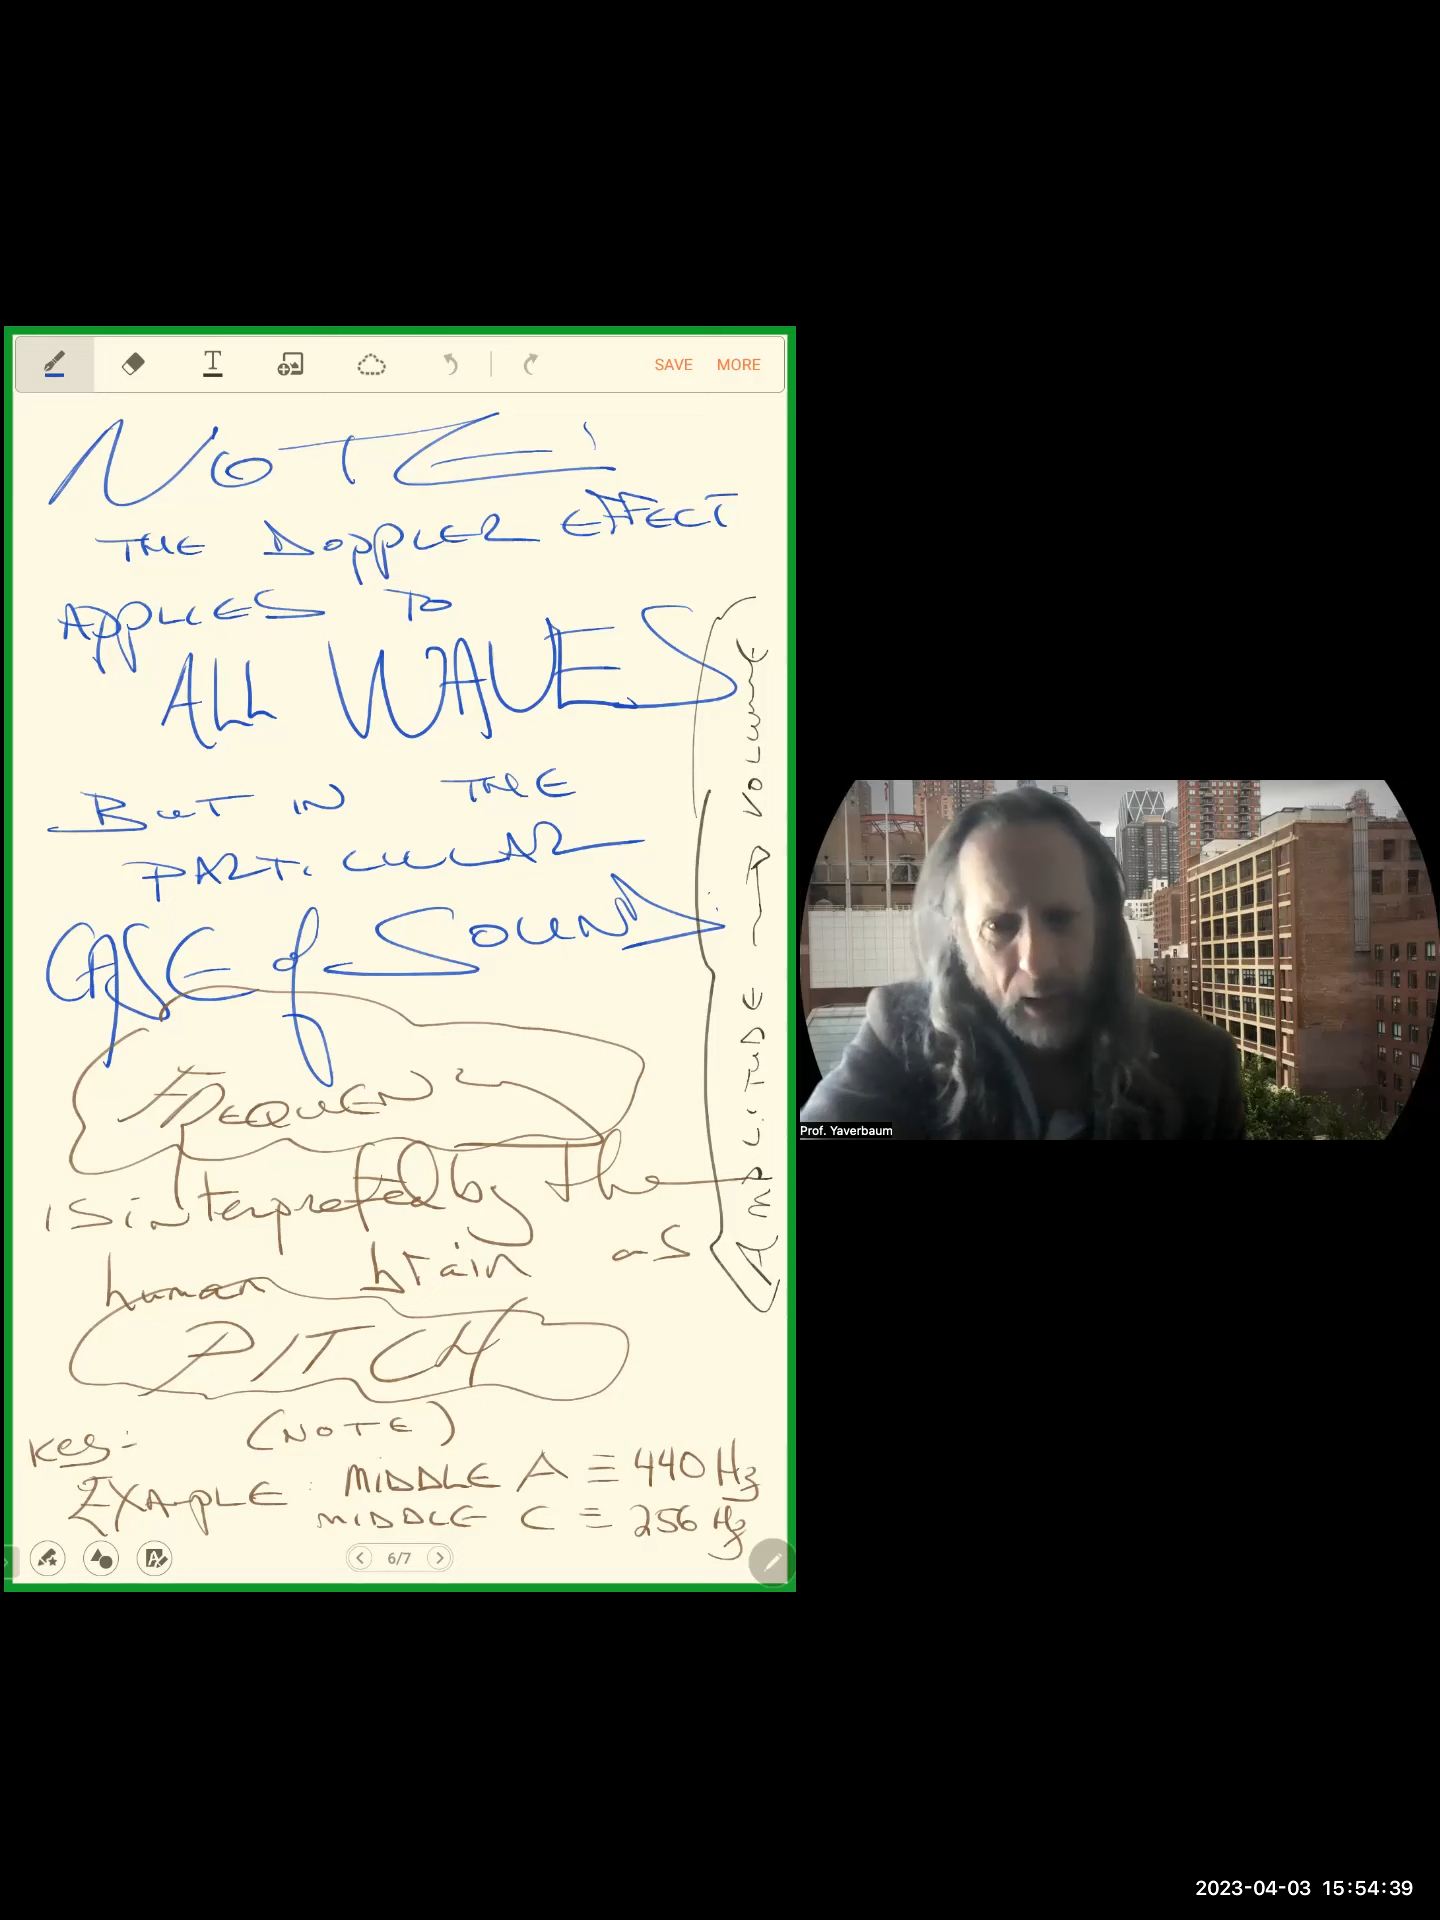 SAVE MORE
NOTE:
THE DOPPLER EFFECT
APPLIES TO
ALL WAVES
BUT IN THE
PARTICULAR
CASE of SOUND
FREQUENCY
is interpreted by the
human brain as
PITCH
(NOTE)
Key:
EXAMPLE: MIDDLE A ≡ 440 Hz
MIDDLE C ≡ 256 Hz
AMPLITUDE → VOLUME
6/7
Prof. Yaverbaum
2023-04-03 15:54:39